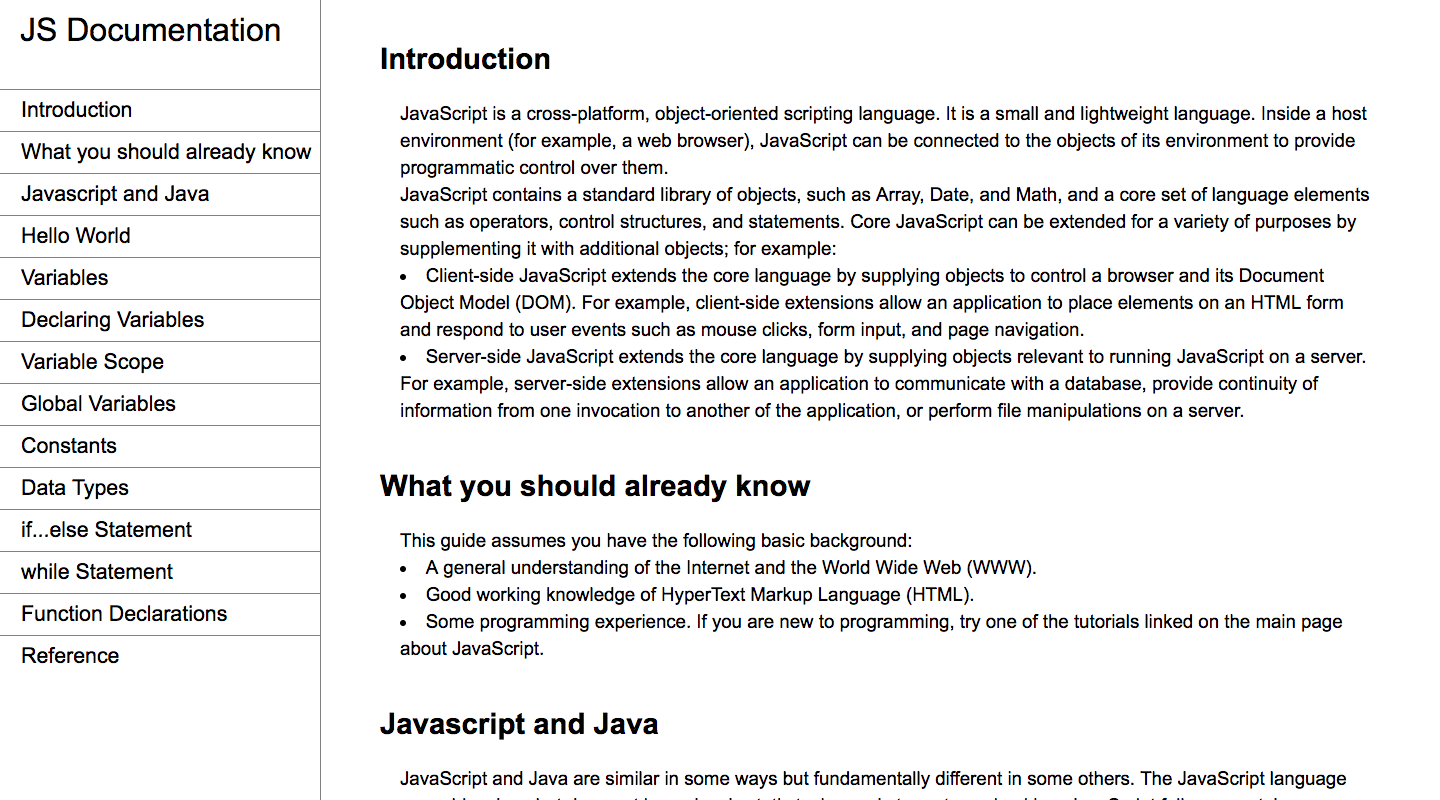 JS Documentation
Introduction
What you should already know
Javascript and Java
Hello World
Variables
Declaring Variables
Variable Scope
Global Variables
Constants
Data Types
if...else Statement
while Statement
Function Declarations
Reference
Introduction
JavaScript is a cross-platform, object-oriented scripting language. It is a small and lightweight language. Inside a host
environment (for example, a web browser), JavaScript can be connected to the objects of its environment to provide
programmatic control over them.
JavaScript contains a standard library of objects, such as Array, Date, and Math, and a core set of language elements
such as operators, control structures, and statements. Core JavaScript can be extended for a variety of purposes by
supplementing it with additional objects; for example:
• Client-side JavaScript extends the core language by supplying objects to control a browser and its Document
Object Model (DOM). For example, client-side extensions allow an application to place elements on an HTML form
and respond to user events such as mouse clicks, form input, and page navigation.
• Server-side JavaScript extends the core language by supplying objects relevant to running JavaScript on a server.
For example, server-side extensions allow an application to communicate with a database, provide continuity of
information from one invocation to another of the application, or perform file manipulations on a server.
What you should already know
This guide assumes you have the following basic background:
• A general understanding of the Internet and the World Wide Web (WWW).
• Good working knowledge of HyperText Markup Language (HTML).
• Some programming experience. If you are new to programming, try one of the tutorials linked on the main page
about JavaScript.
Javascript and Java
JavaScript and Java are similar in some ways but fundamentally different in some others. The JavaScript language